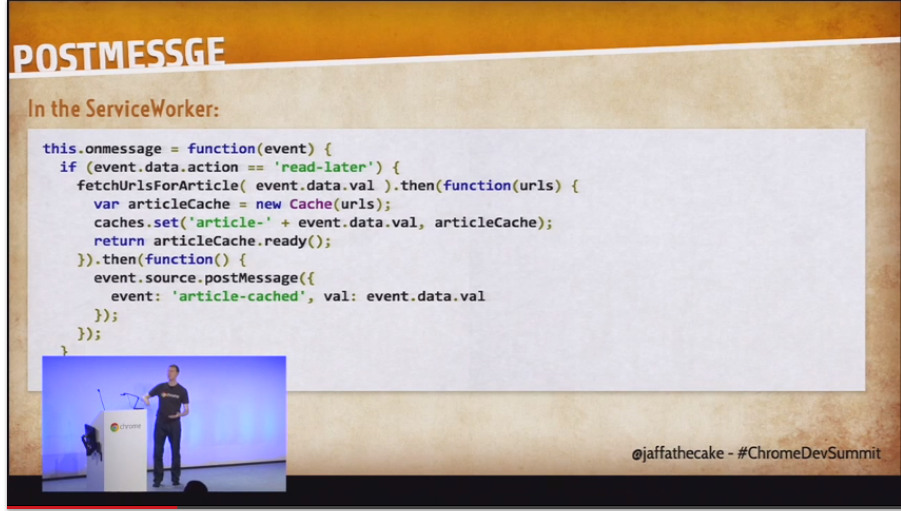 POSTMESSGE
In the ServiceWorker:
this.onmessage = function(event) {
  if (event.data.action == 'read-later') {
    fetchUrlsForArticle( event.data.val ).then(function(urls) {
      var articleCache = new Cache(urls);
      caches.set('article-' + event.data.val, articleCache);
      return articleCache.ready();
    }).then(function() {
      event.source.postMessage({
        event: 'article-cached', val: event.data.val
      });
    });
  }
chrome
@jaffathecake - #ChromeDevSummit